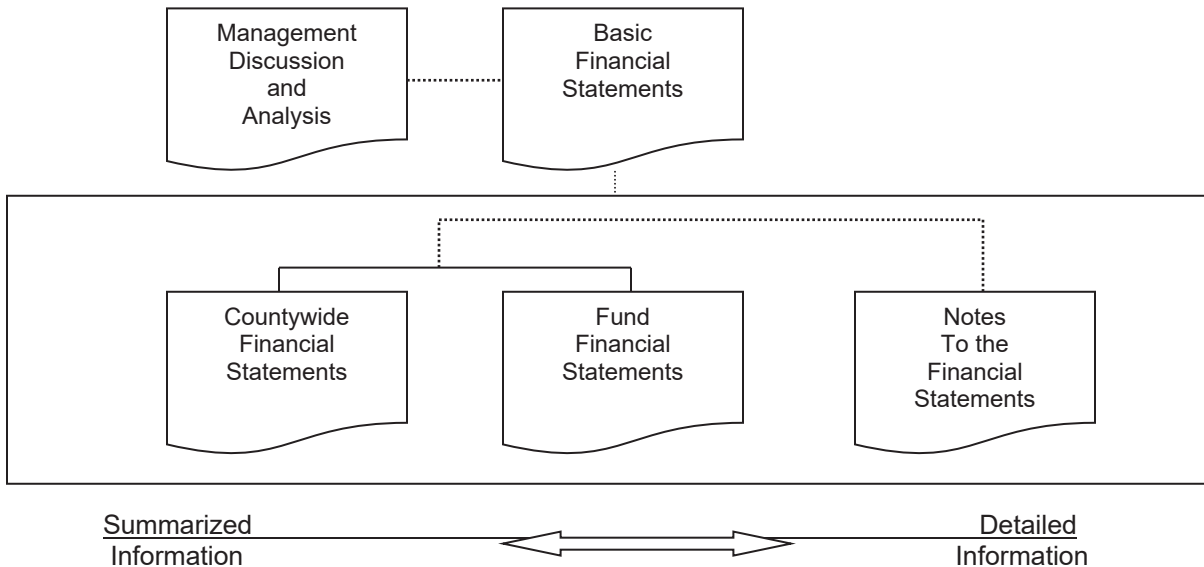 Management
Discussion
and
Analysis
Basic
Financial
Statements
Countywide
Financial
Statements
Fund
Financial
Statements
Notes
To the
Financial
Statements
Summarized
Information
Detailed
Information